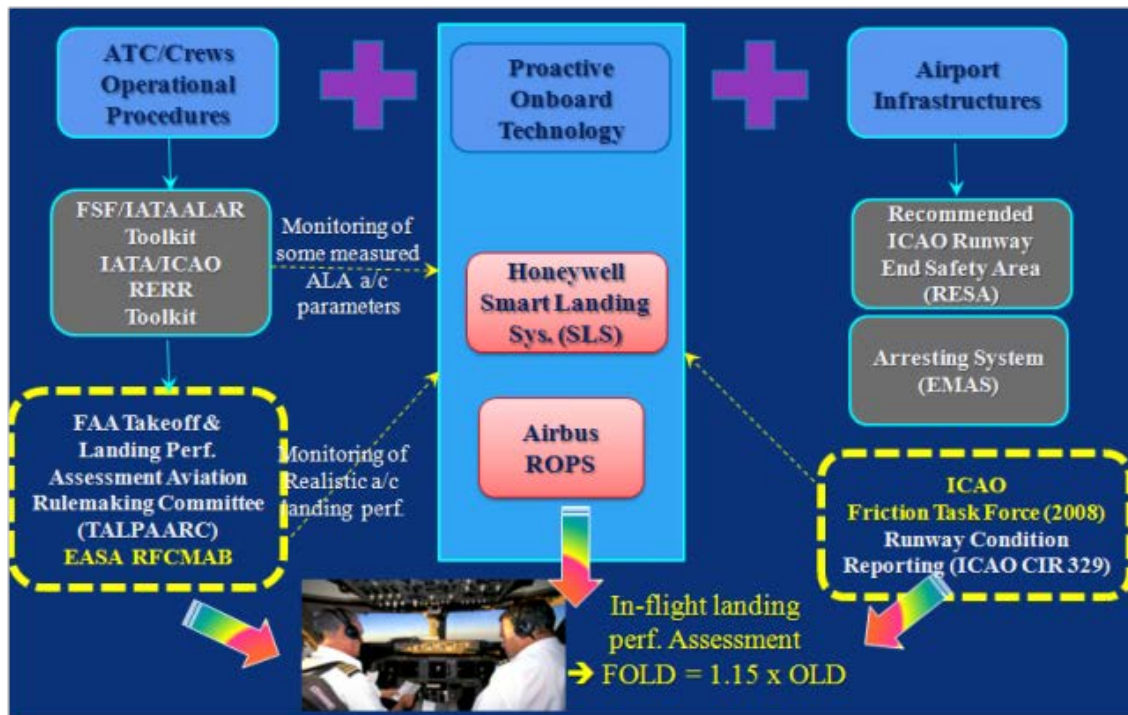 ATC/Crews
Operational
Procedures
Proactive
Onboard
Technology
Airport
Infrastructures
FSF/IATAALAR
Toolkit
IATA/ICAO
RERR
Toolkit
Monitoring of
some measured
ALA a/c
parameters
Honeywell
Smart Landing
Sys. (SLS)
Recommended
ICAO Runway
End Safety Area
(RESA)
Arresting System
(EMAS)
FAA Takeoff &
Landing Perf.
Assessment Aviation
Rulemaking Committee
(TALPAARC)
EASA RFCMAB
Monitoring of
Realistic a/c
landing perf.
Airbus
ROPS
ICAO
Friction Task Force (2008)
Runway Condition
Reporting (ICAO CIR 329)
In-flight landing
perf. Assessment
➔ FOLD = 1.15 x OLD